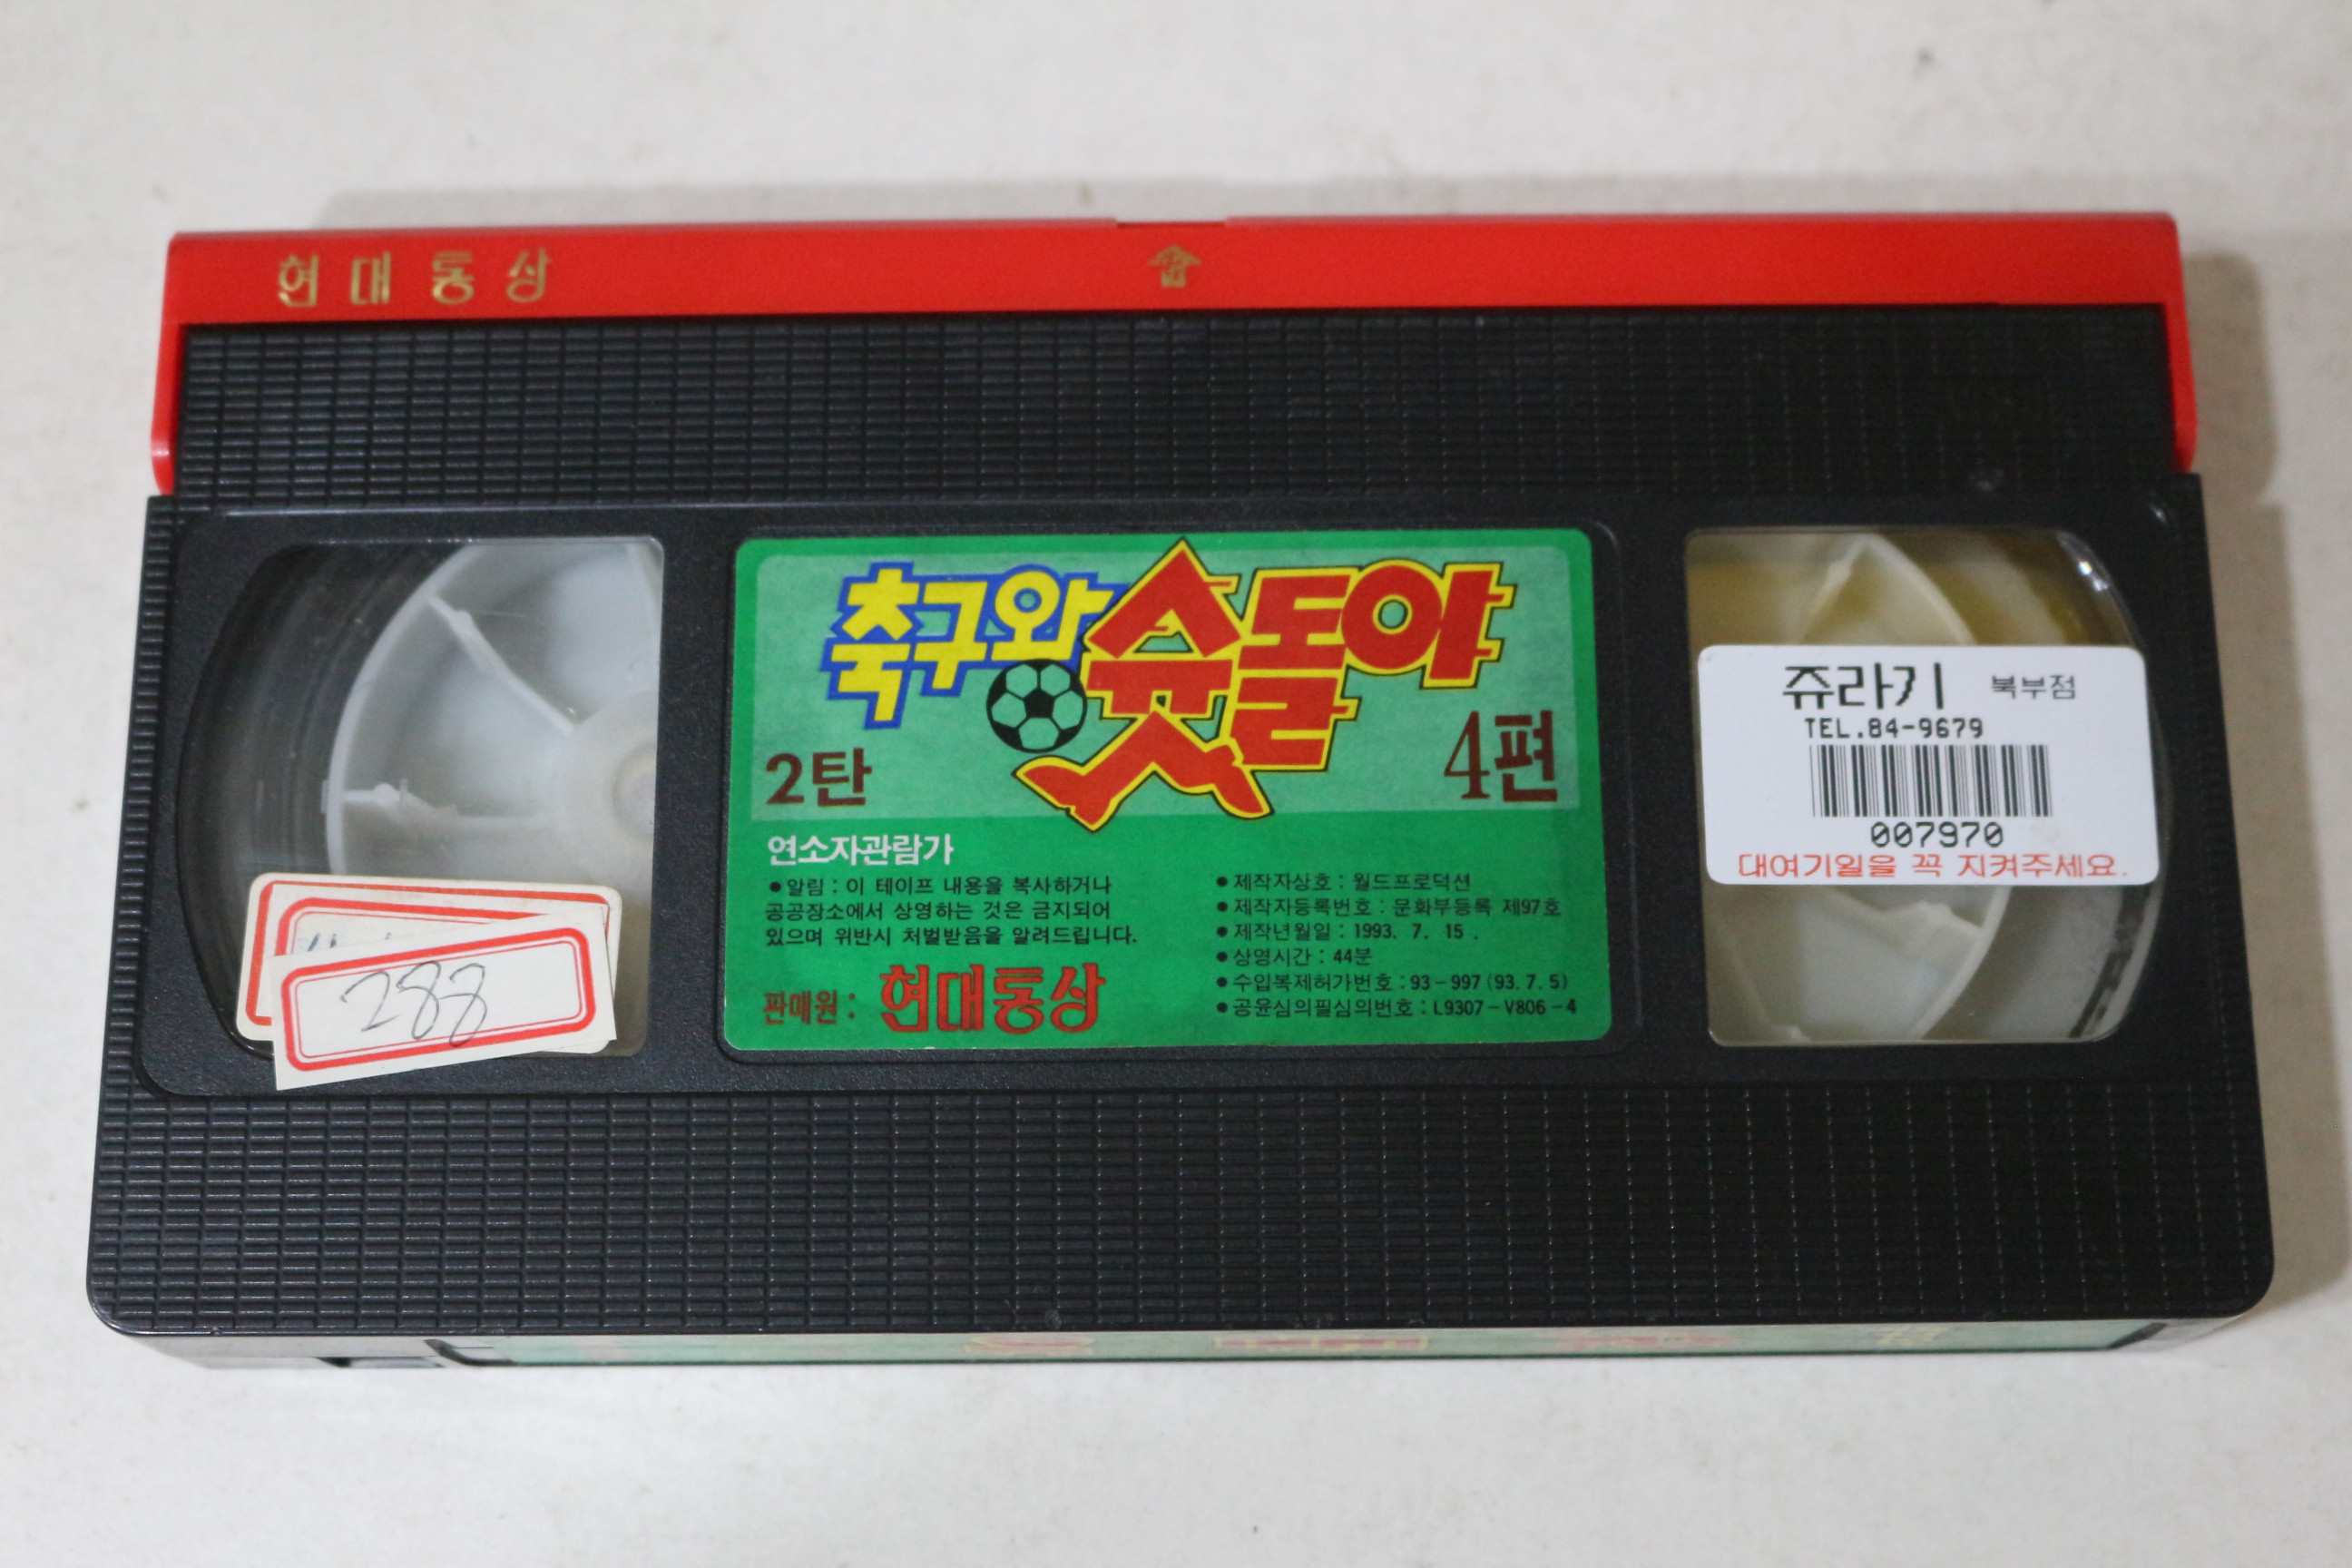 현대통상
축구와 슛돌이
2탄
4편
연소자관람가
●알림 : 이 테이프 내용을 복사하거나
공공장소에서 상영하는 것은 금지되어
있으며 위반시 처벌받음을 알려드립니다.
판매원 : 현대통상
●제작자상호 : 월드프로덕션
●제작자등록번호 : 문화부등록 제97호
●제작년월일 : 1993. 7. 15 .
●상영시간 : 44분
●수입복제허가번호 : 93-997 (93. 7. 5)
●공윤심의필심의번호 : L9307-V806-4
288
쥬라기 북부점
TEL.84-9679
007970
대여기일을 꼭 지켜주세요.